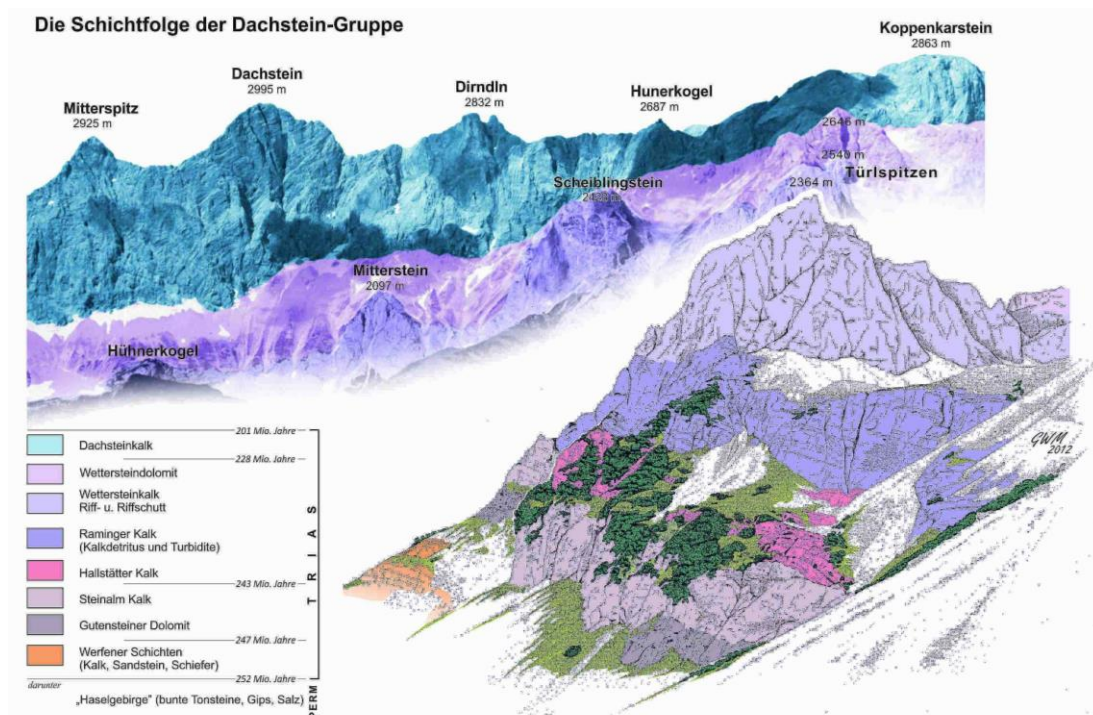 Die Schichtfolge der Dachstein-Gruppe
Koppenkarstein
2863 m
Dachstein
2995 m
Dirndln
2832 m
Hunerkogel
2687 m
Mitterspitz
2925 m
2646 m
2540 m
Türlspitzen
2364 m
Scheiblingstein
Mitterstein
2097 m
Hühnerkogel
GWM
2012
201 Mio. Jahre
Dachsteinkalk
228 Mio. Jahre
Wettersteindolomit
Wettersteinkalk
Riff- u. Riffschutt
Raminger Kalk
(Kalkdetritus und Turbidite)
Hallstätter Kalk
243 Mio. Jahre
Steinalm Kalk
Gutensteiner Dolomit
247 Mio. Jahre
Werfener Schichten
(Kalk, Sandstein, Schiefer)
252 Mio. Jahre
darunter
„Haselgebirge" (bunte Tonsteine, Gips, Salz)
TRIAS
PERM